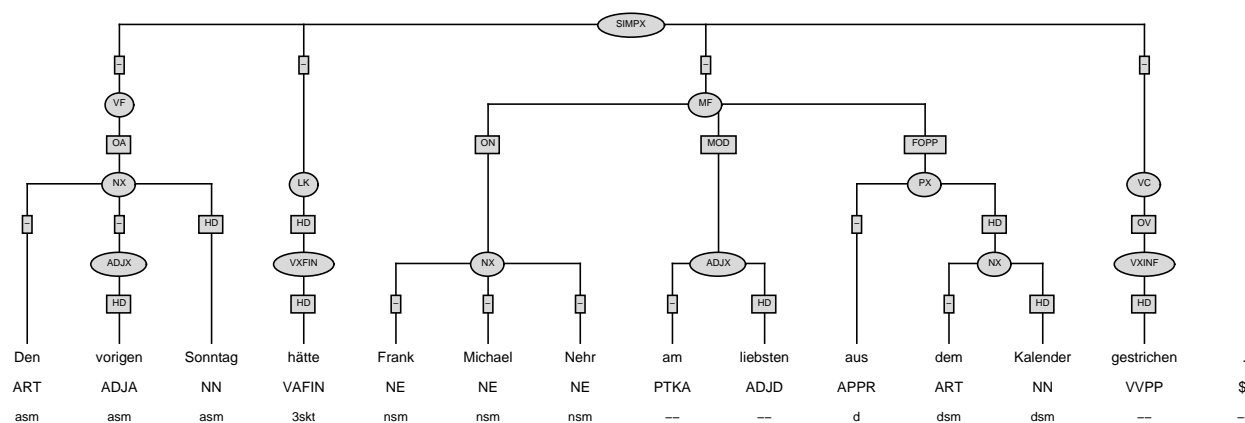 SIMPX
– – – –
VF MF
OA ON MOD FOPP
NX LK PX VC
– – HD HD – HD OV
ADJX VXFIN NX ADJX NX VXINF
HD HD – – – – HD – HD HD
Den vorigen Sonntag hätte Frank Michael Nehr am liebsten aus dem Kalender gestrichen .
ART ADJA NN VAFIN NE NE NE PTKA ADJD APPR ART NN VVPP
asm asm asm 3skt nsm nsm nsm –– –– d dsm dsm ––